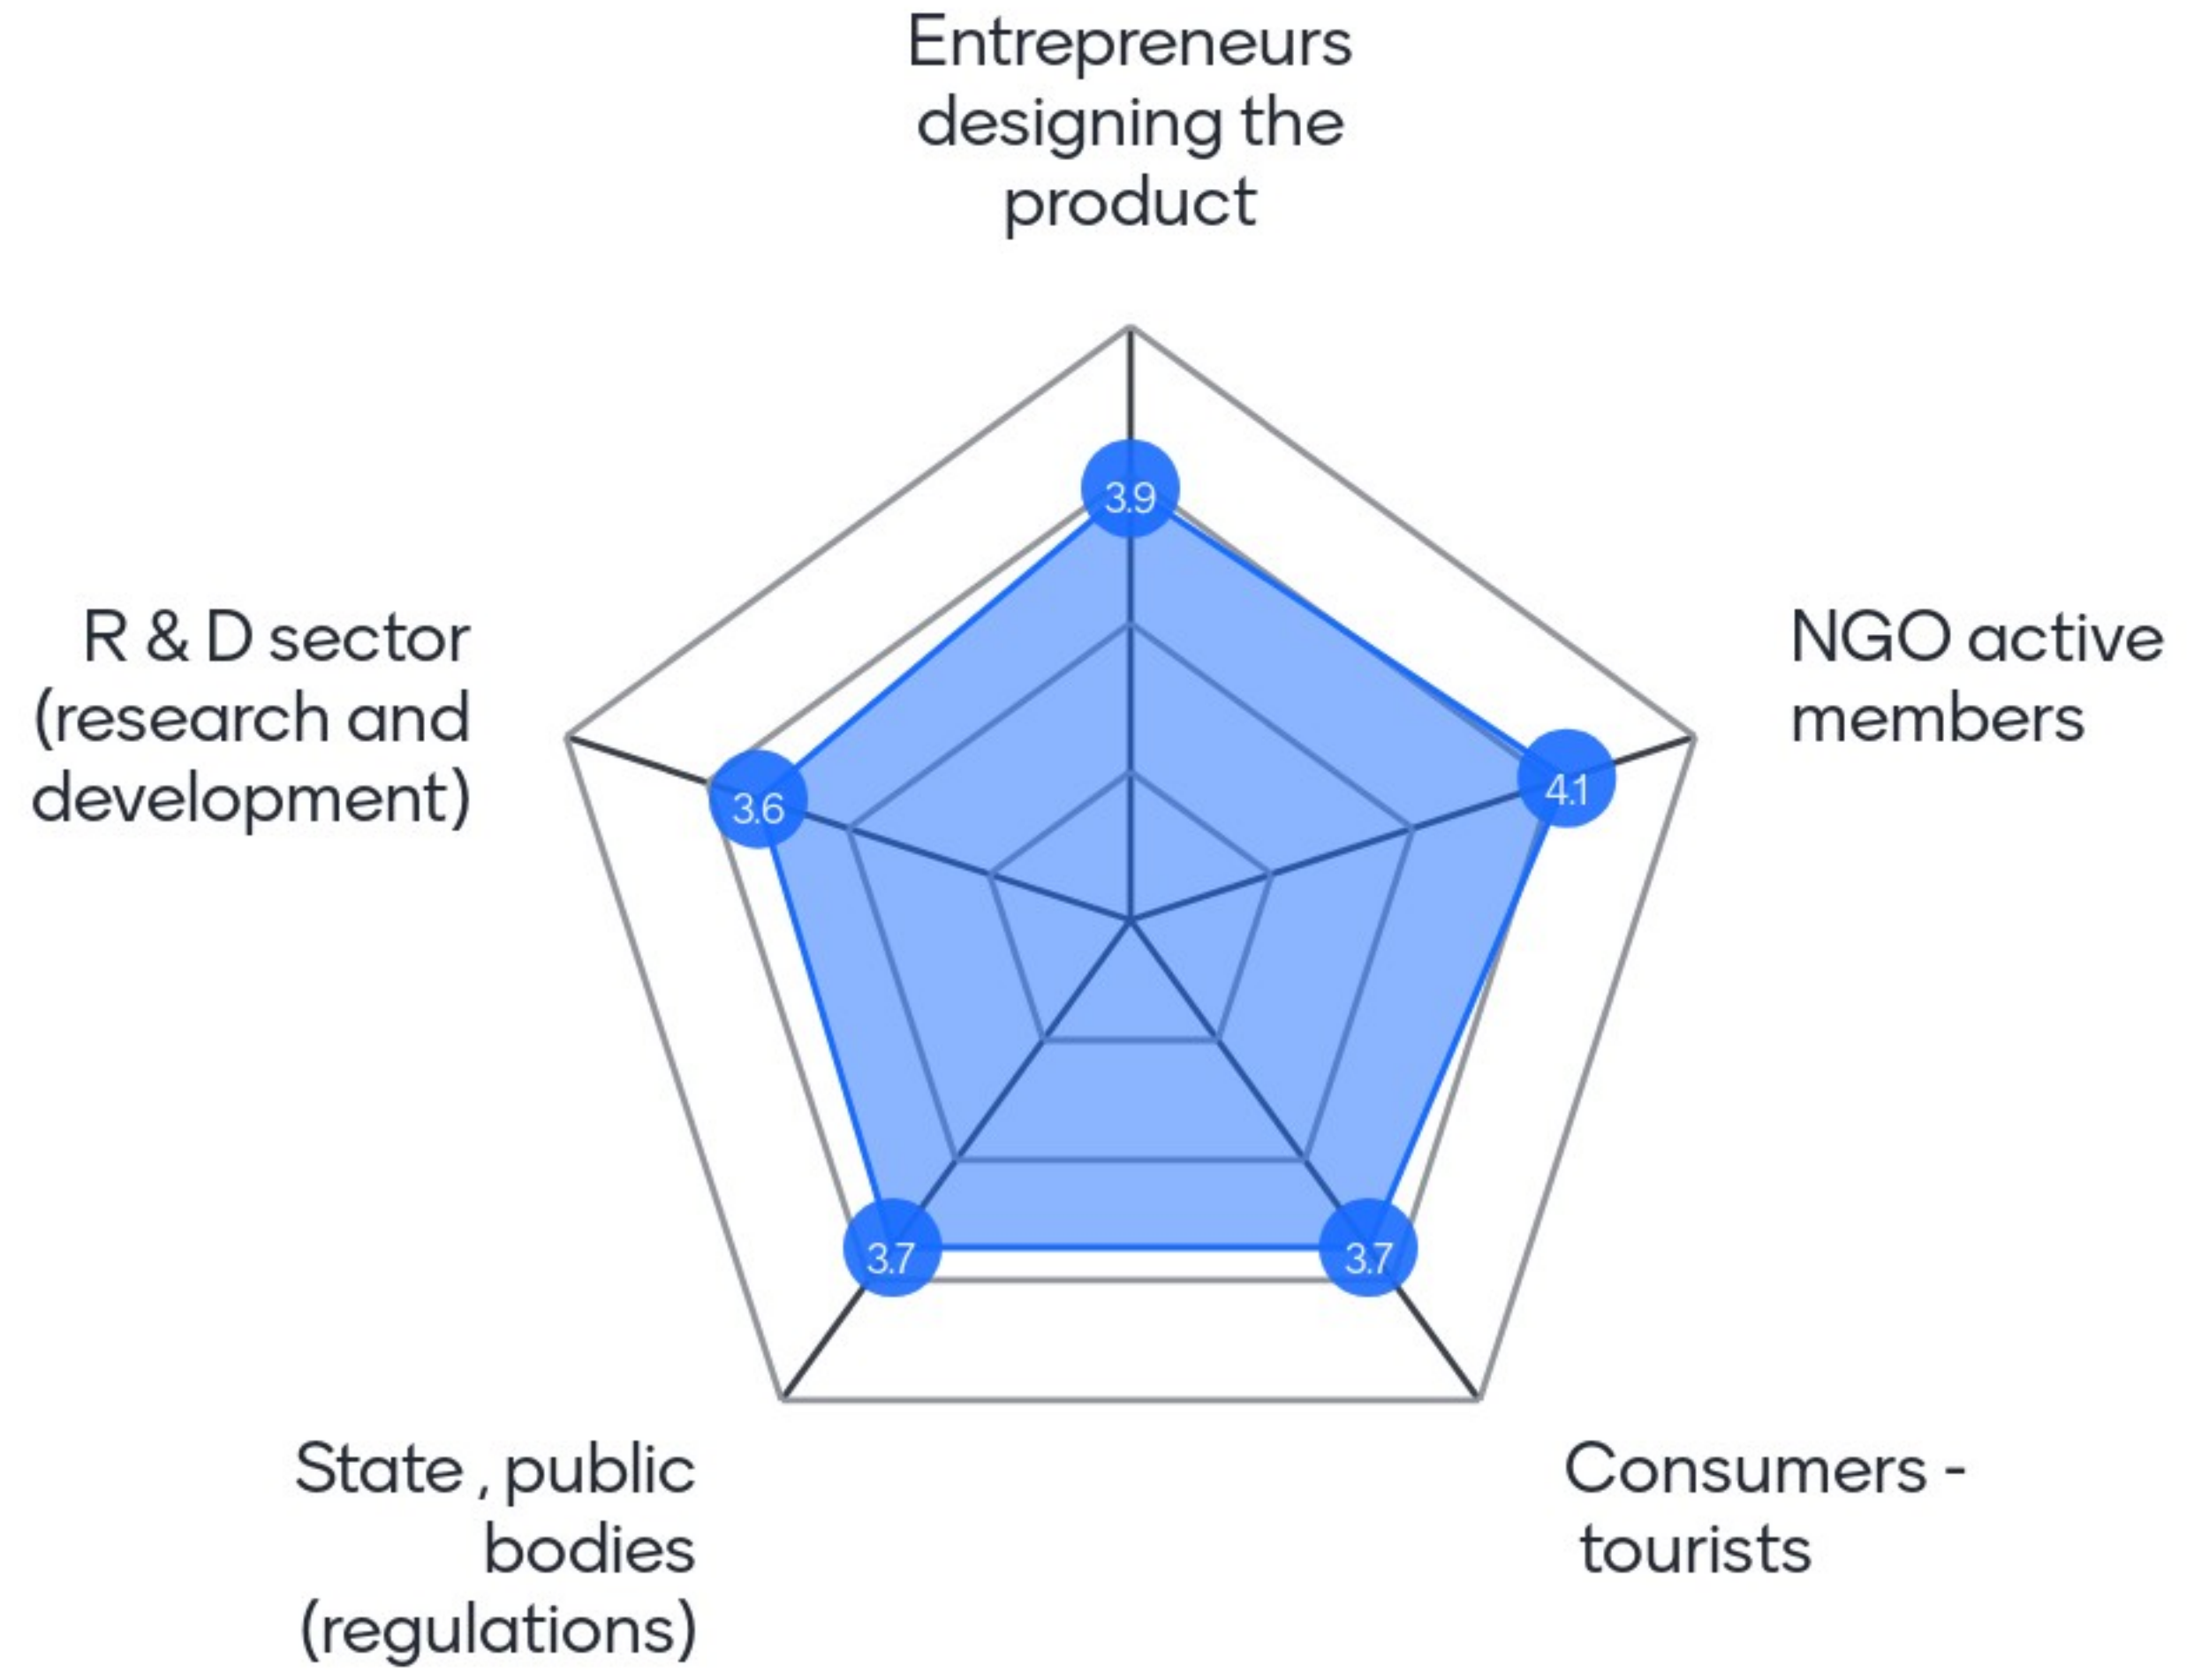 Entrepreneurs
designing the
product
3.9
R & D sector
(research and
development)
3.6
NGO active
members
4.1
3.7
3.7
State , public
bodies
(regulations)
Consumers -
tourists